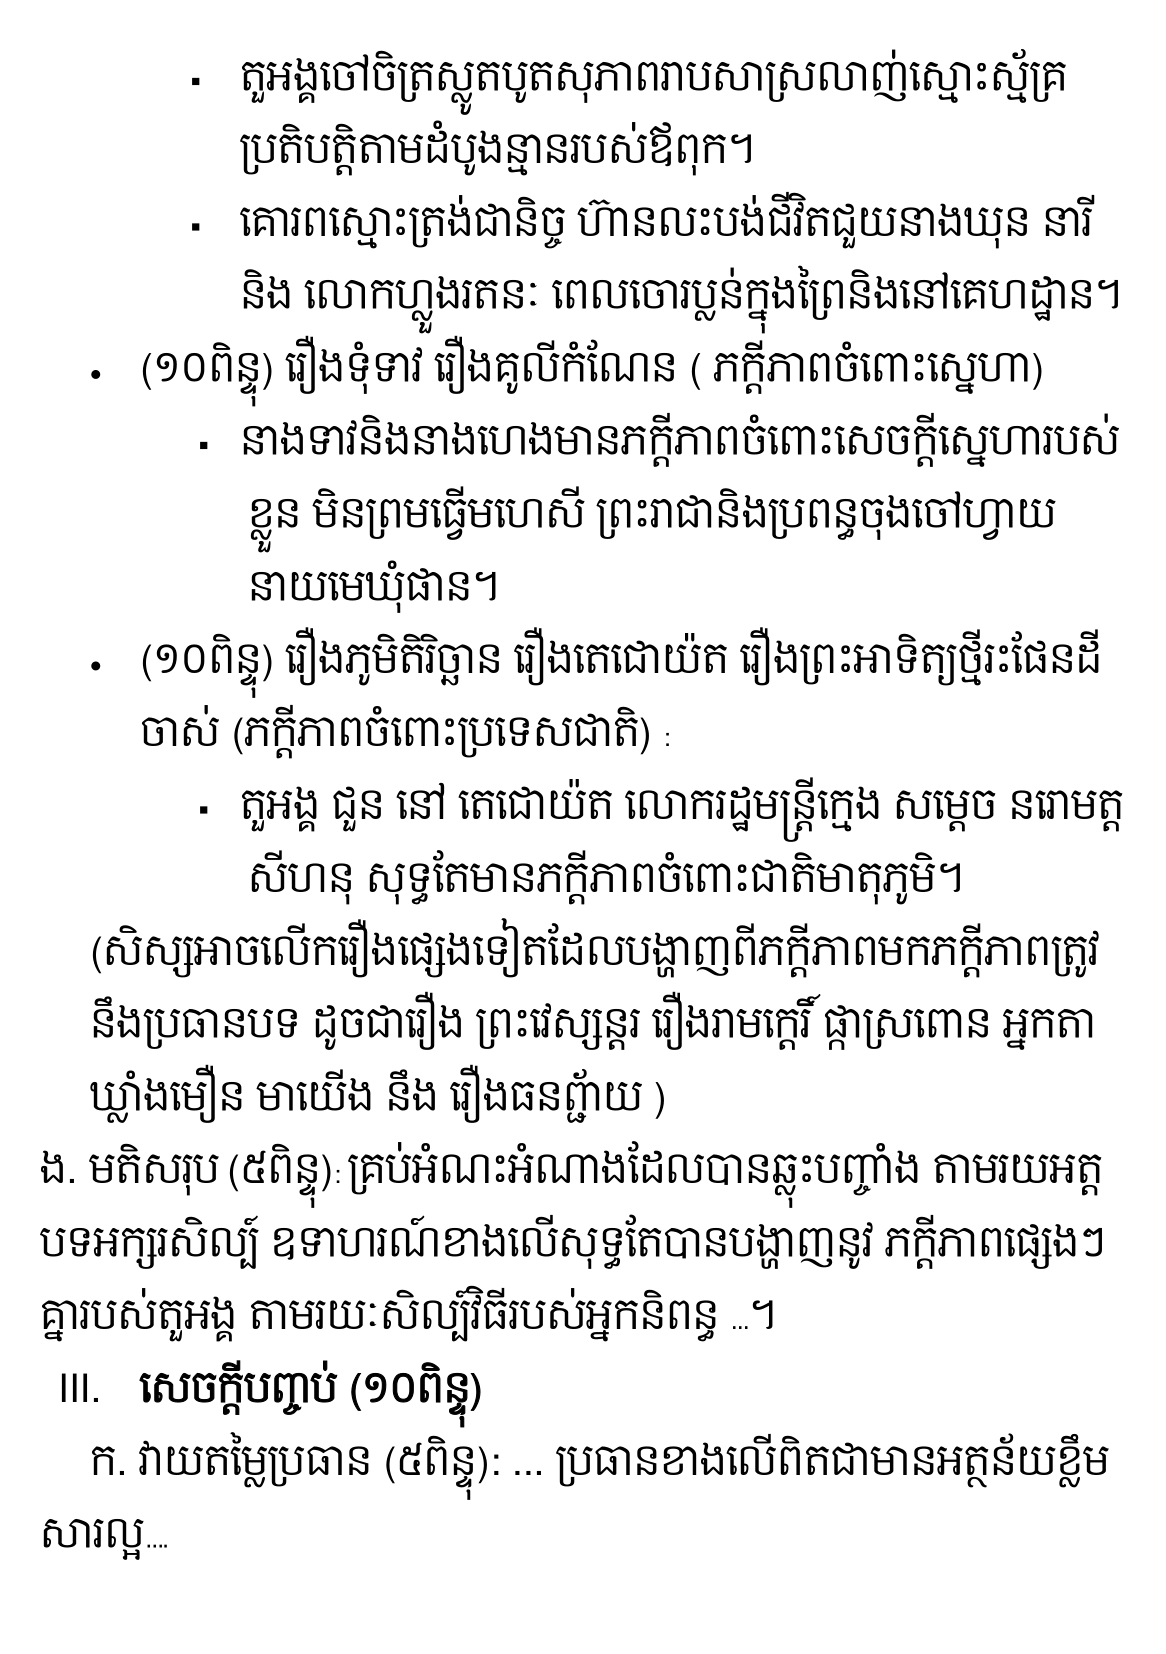 ▪ តួអង្គចៅចិត្រស្លូតបូតសុភាពរាបសាស្រលាញ់ស្មោះស្ម័គ្រ
ប្រតិបត្តិតាមដំបូងន្មានរបស់ឪពុក។
▪ គោរពស្មោះត្រង់ជានិច្ច ហ៊ានលះបង់ជីវិតជួយនាងឃុន នារី
និង លោកហ្លួងរតនៈ ពេលចោរប្លន់ក្នុងព្រៃនិងនៅគេហដ្ឋាន។
• (១០ពិន្ទុ) រឿងទុំទាវ រឿងគូលីកំណែន ( ភក្តីភាពចំពោះស្នេហា)
▪ នាងទាវនិងនាងហេងមានភក្តីភាពចំពោះសេចក្តីស្នេហារបស់
ខ្លួន មិនព្រមធ្វើមហេសី ព្រះរាជានិងប្រពន្ធចុងចៅហ្វាយ
នាយមេឃុំផាន។
• (១០ពិន្ទុ) រឿងភូមិតិរិច្ឆាន រឿងតេជោយ៉ត រឿងព្រះអាទិត្យថ្មីរះផែនដី
ចាស់ (ភក្តីភាពចំពោះប្រទេសជាតិ) :
▪ តួអង្គ ជួន នៅ តេជោយ៉ត លោករដ្ឋមន្ត្រីក្មេង សម្តេច នរោមត្ត
សីហនុ សុទ្ធតែមានភក្តីភាពចំពោះជាតិមាតុភូមិ។
(សិស្សអាចលើករឿងផ្សេងទៀតដែលបង្ហាញពីភក្តីភាពមកភក្តីភាពត្រូវ
នឹងប្រធានបទ ដូចជារឿង ព្រះវេស្សន្តរ រឿងរាមក្តេរិ៍ ផ្កាស្រពោន អ្នកតា
ឃ្លាំងមឿន មាយើង នឹង រឿងធនញ្ជ័យ )
ង. មតិសរុប (៥ពិន្ទុ): គ្រប់អំណះអំណាងដែលបានឆ្លុះបញ្ចាំង តាមរយអត្ត
បទអក្សរសិល្ប៍ ឧទាហរណ៍ខាងលើសុទ្ធតែបានបង្ហាញនូវ ភក្តីភាពផ្សេងៗ
គ្នារបស់តួអង្គ តាមរយៈសិល្ប៍វិធីរបស់អ្នកនិពន្ធ ...។
III. សេចក្តីបញ្ចប់ (១០ពិន្ទុ)
ក. វាយតម្លៃប្រធាន (៥ពិន្ទុ): ... ប្រធានខាងលើពិតជាមានអត្ថន័យខ្លឹម
សារល្អ....